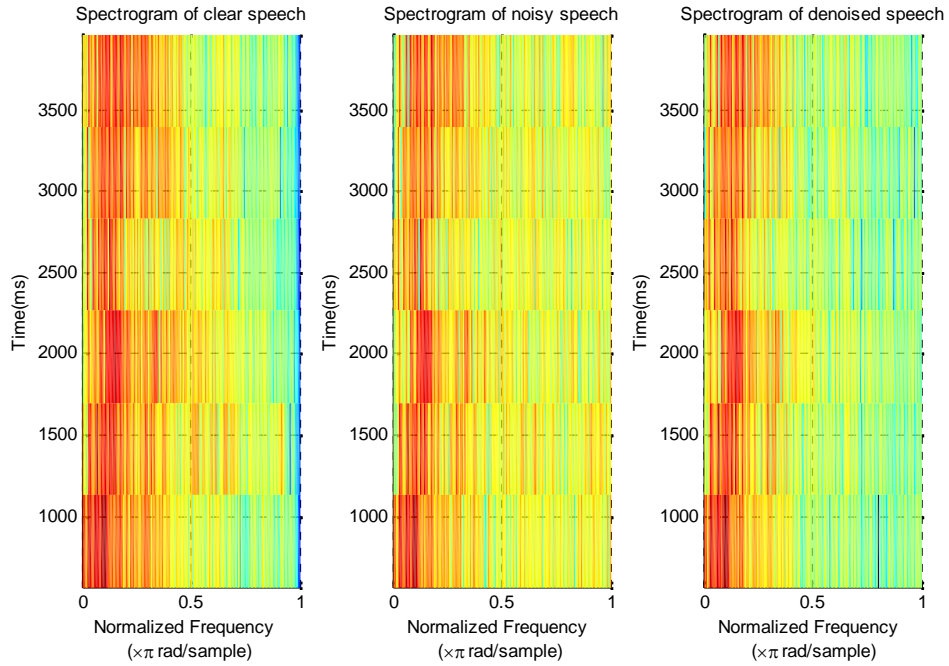 Spectrogram of clear speech
3500
3000
2500
2000
1500
1000
Time(ms)
0 0.5 1
Normalized Frequency
(×π rad/sample)
Spectrogram of noisy speech
3500
3000
2500
2000
1500
1000
Time(ms)
0 0.5 1
Normalized Frequency
(×π rad/sample)
Spectrogram of denoised speech
3500
3000
2500
2000
1500
1000
Time(ms)
0 0.5 1
Normalized Frequency
(×π rad/sample)